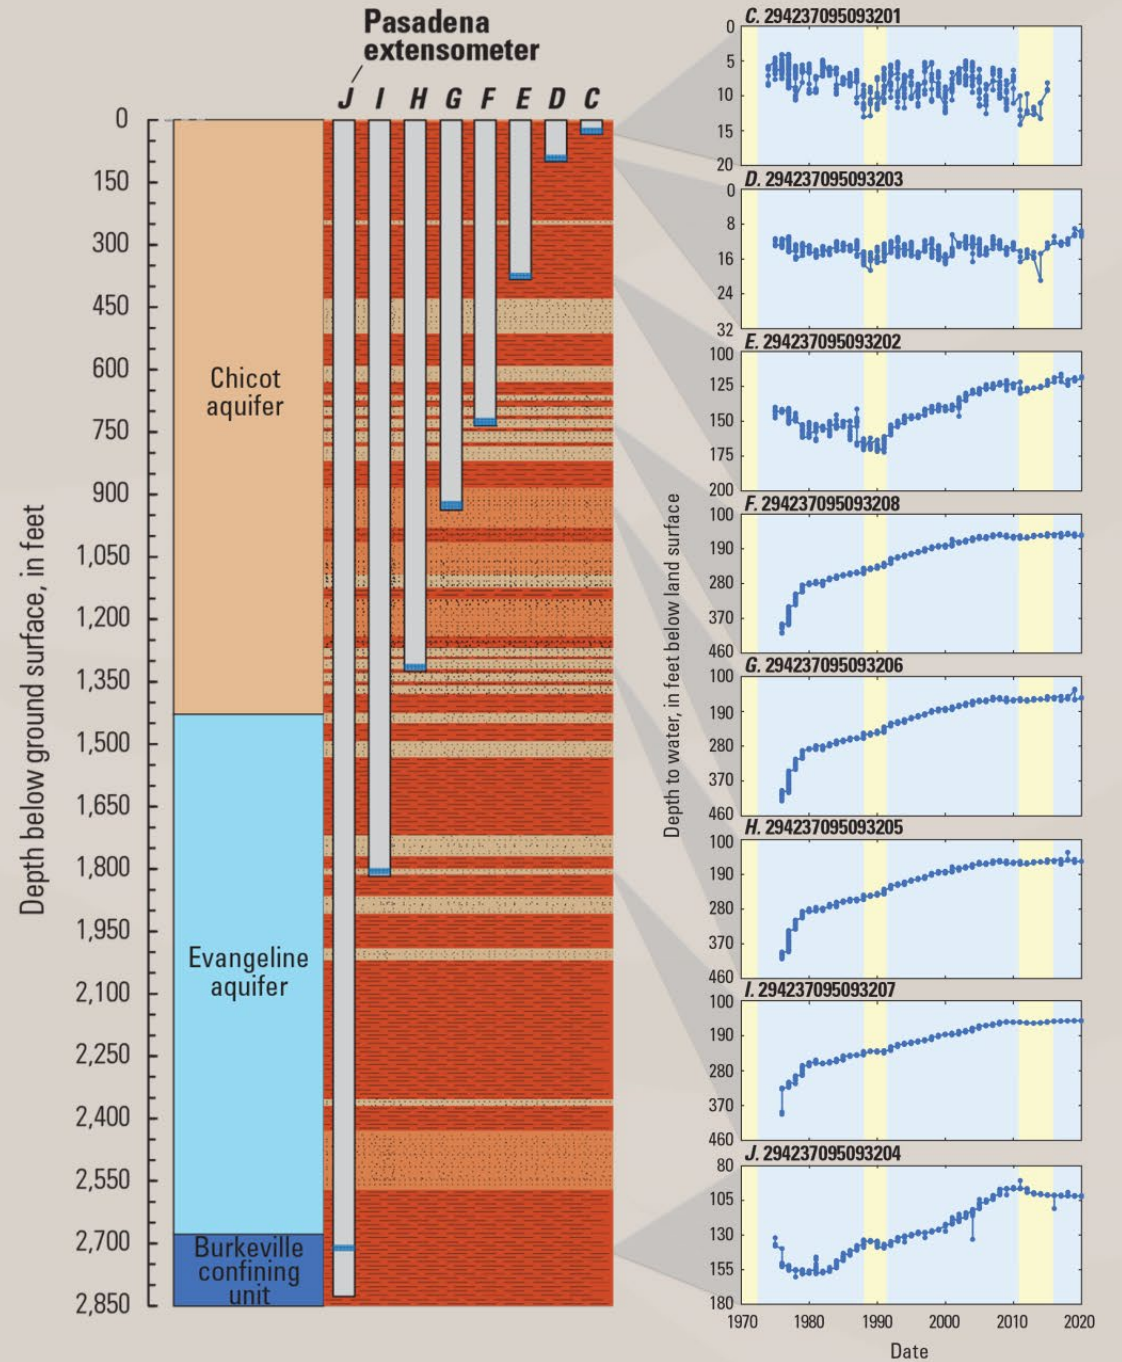 Pasadena
extensometer
J I H G F E D C
Depth below ground surface, in feet
0
150
300
450
600
750
900
1,050
1,200
1,350
1,500
1,650
1,800
1,950
2,100
2,250
2,400
2,550
2,700
2,850
Chicot
aquifer
Evangeline
aquifer
Burkeville
confining
unit
Depth to water, in feet below land surface
C. 294237095093201
0
5
10
15
20
D. 294237095093203
0
8
16
24
32
E. 294237095093202
100
125
150
175
200
F. 294237095093208
100
190
280
370
460
G. 294237095093206
100
190
280
370
460
H. 294237095093205
100
190
280
370
460
I. 294237095093207
100
190
280
370
460
J. 294237095093204
80
105
130
155
180
1970 1980 1990 2000 2010 2020
Date